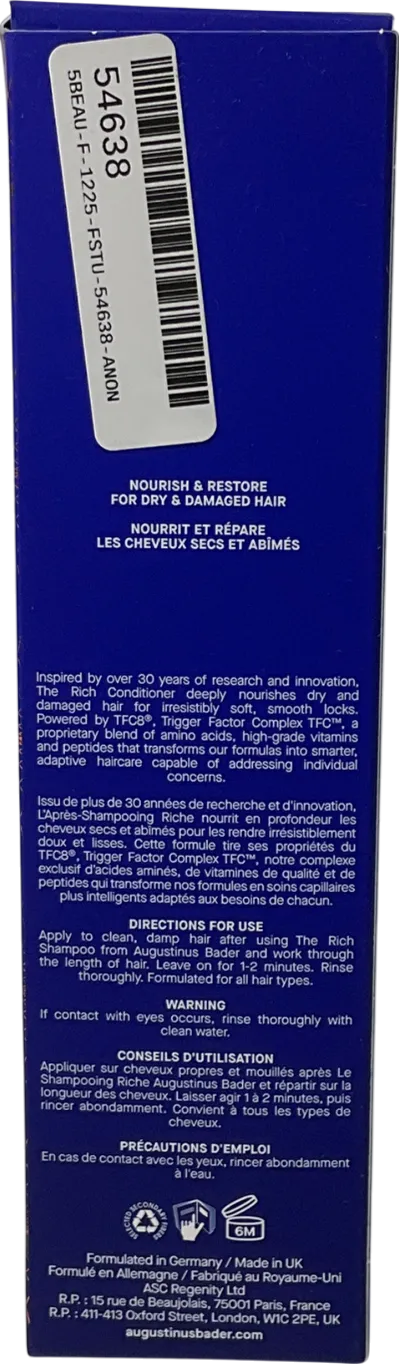 54638
5BEAU-F-1225-FSTU-54638-ANON
NOURISH & RESTORE
FOR DRY & DAMAGED HAIR
NOURRIT ET RÉPARE
LES CHEVEUX SECS ET ABÎMÉS
Inspired by over 30 years of research and innovation,
The Rich Conditioner deeply nourishes dry and
damaged hair for irresistibly soft, smooth locks.
Powered by TFC8®, Trigger Factor Complex TFC™, a
proprietary blend of amino acids, high-grade vitamins
and peptides that transforms our formulas into smarter,
adaptive haircare capable of addressing individual
concerns.
Issu de plus de 30 années de recherche et d'innovation,
L'Après-Shampooing Riche nourrit en profondeur les
cheveux secs et abîmés pour les rendre irrésistiblement
doux et lisses. Cette formule tire ses propriétés du
TFC8®, Trigger Factor Complex TFC™, notre complexe
exclusif d'acides aminés, de vitamines de qualité et de
peptides qui transforme nos formules en soins capillaires
plus intelligents adaptés aux besoins de chacun.
DIRECTIONS FOR USE
Apply to clean, damp hair after using The Rich
Shampoo from Augustinus Bader and work through
the length of hair. Leave on for 1-2 minutes. Rinse
thoroughly. Formulated for all hair types.
WARNING
If contact with eyes occurs, rinse thoroughly with
clean water.
CONSEILS D'UTILISATION
Appliquer sur cheveux propres et mouillés après Le
Shampooing Riche Augustinus Bader et répartir sur la
longueur des cheveux. Laisser agir 1 à 2 minutes, puis
rincer abondamment. Convient à tous les types de
cheveux.
PRÉCAUTIONS D'EMPLOI
En cas de contact avec les yeux, rincer abondamment
à l'eau.
SELECTED SECONDARY FIBRES
6M
Formulated in Germany / Made in UK
Formulé en Allemagne / Fabriqué au Royaume-Uni
ASC Regenity Ltd
R.P. : 15 rue de Beaujolais, 75001 Paris, France
R.P. : 411-413 Oxford Street, London, W1C 2PE, UK
augustinusbader.com